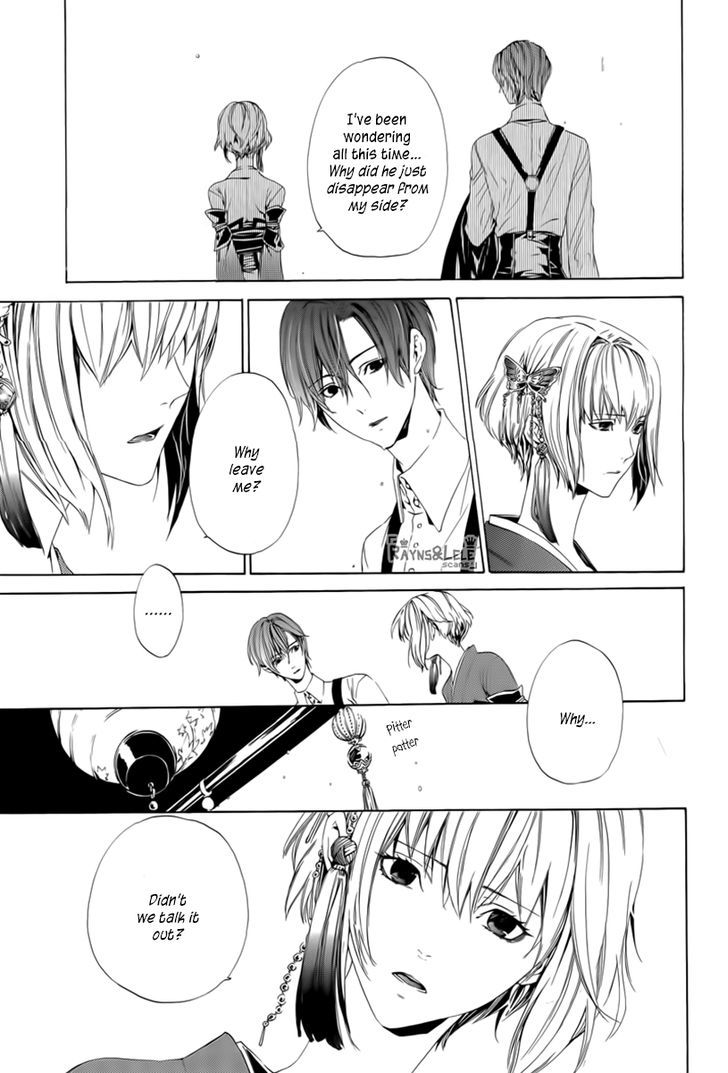 I've been
wondering
all this time...
Why did he just
disappear from
my side?
Why
leave
me?
RAYNS&LELE
scans
......
Why...
Pitter
patter
Didn't
we talk it
out?